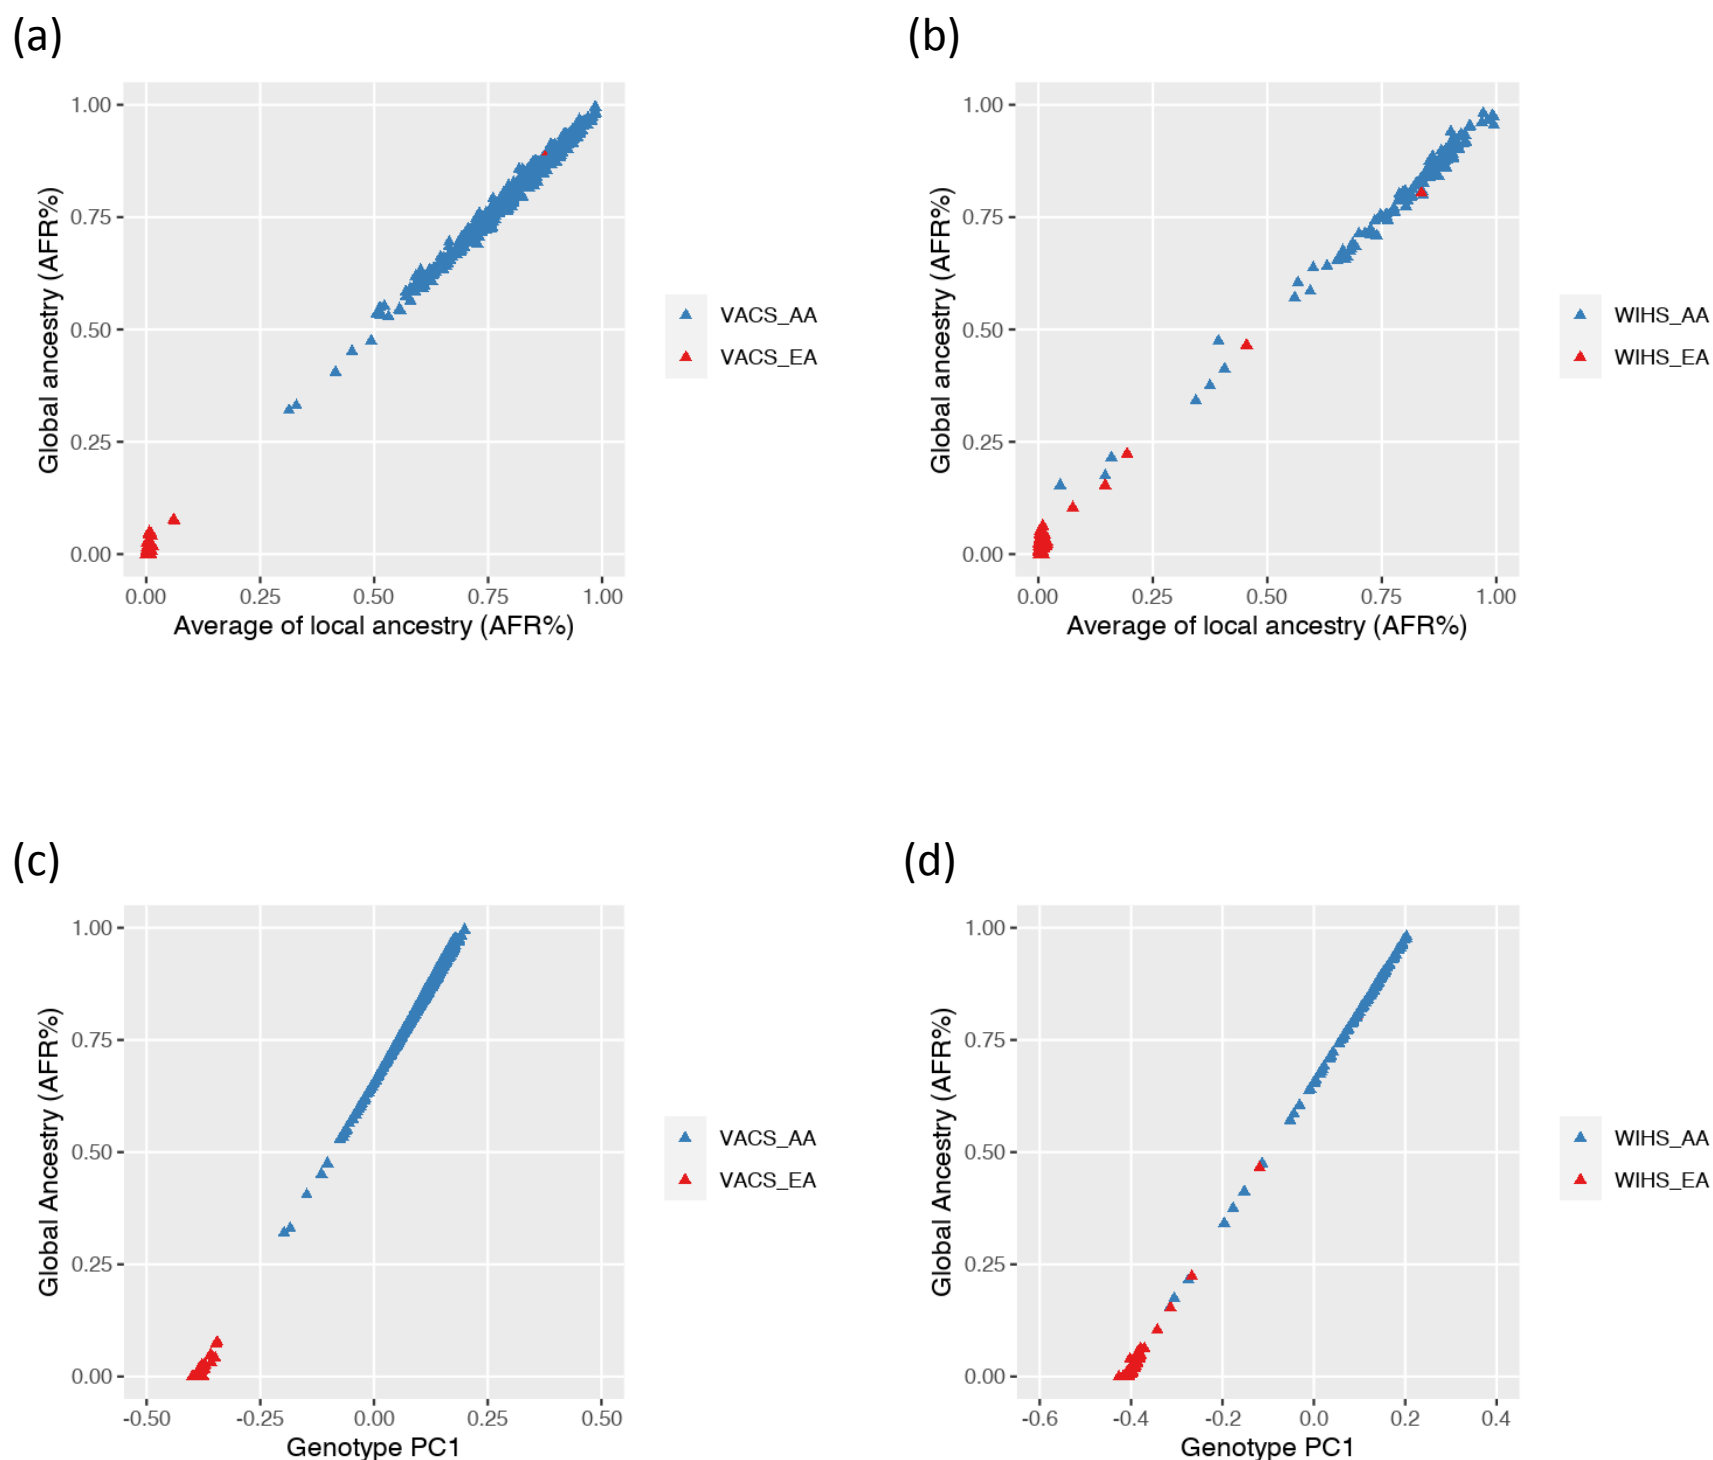 (a)
Global ancestry (AFR%)
1.00
0.75
0.50
0.25
0.00
0.00 0.25 0.50 0.75 1.00
Average of local ancestry (AFR%)
VACS_AA
VACS_EA
(b)
Global ancestry (AFR%)
1.00
0.75
0.50
0.25
0.00
0.00 0.25 0.50 0.75 1.00
Average of local ancestry (AFR%)
WIHS_AA
WIHS_EA
(c)
Global Ancestry (AFR%)
1.00
0.75
0.50
0.25
0.00
-0.50 -0.25 0.00 0.25 0.50
Genotype PC1
VACS_AA
VACS_EA
(d)
Global Ancestry (AFR%)
1.00
0.75
0.50
0.25
0.00
-0.6 -0.4 -0.2 0.0 0.2 0.4
Genotype PC1
WIHS_AA
WIHS_EA